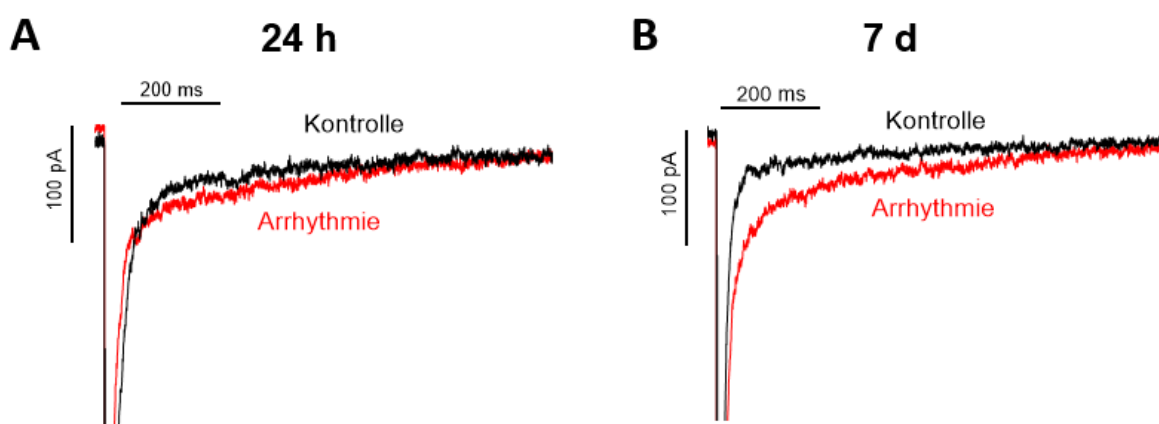 A
24 h
200 ms
Kontrolle
100 pA
Arrhythmie
B
7 d
200 ms
Kontrolle
100 pA
Arrhythmie